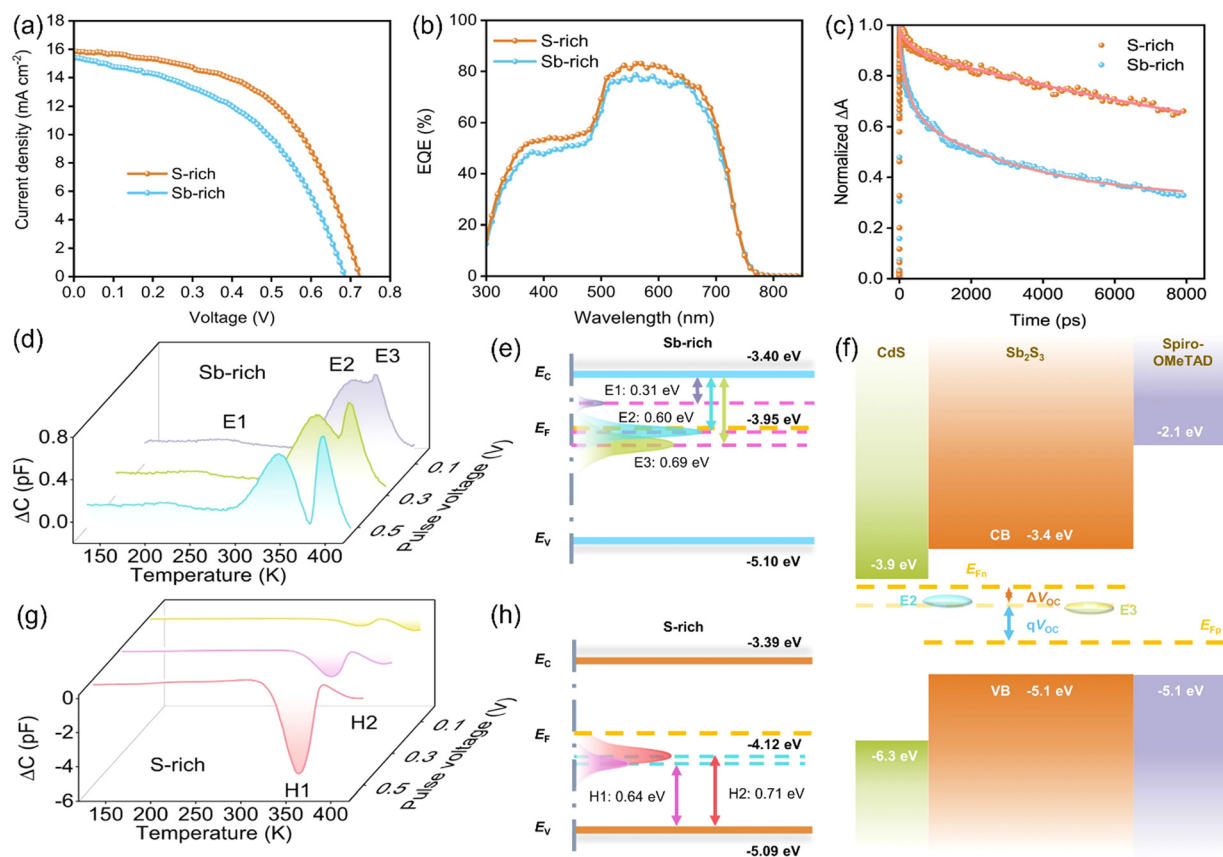 (a)
18
16
14
12
10
8
6
4
2
0
Current density (mA cm⁻²)
S-rich
Sb-rich
0.0 0.1 0.2 0.3 0.4 0.5 0.6 0.7 0.8
Voltage (V)
(b)
100
80
60
40
20
0
EQE (%)
S-rich
Sb-rich
300 400 500 600 700 800
Wavelength (nm)
(c)
1.0
0.8
0.6
0.4
0.2
0.0
Normalized ΔA
S-rich
Sb-rich
0 2000 4000 6000 8000
Time (ps)
(d)
Sb-rich
E1
E2
E3
0.8
0.4
0.0
ΔC (pF)
150 200 250 300 350 400
Temperature (K)
0.1
0.3
0.5
Pulse voltage (V)
(e)
Sb-rich
-3.40 eV
EC
E1: 0.31 eV
E2: 0.60 eV
-3.95 eV
EF
E3: 0.69 eV
EV
-5.10 eV
(f)
CdS
Sb₂S₃
Spiro-
OMeTAD
-2.1 eV
CB -3.4 eV
-3.9 eV
EFn
E2
ΔVOC
E3
qVOC
EFp
VB -5.1 eV
-5.1 eV
-6.3 eV
(g)
0
-2
-4
-6
ΔC (pF)
S-rich
H1
H2
150 200 250 300 350 400
Temperature (K)
0.1
0.3
0.5
Pulse voltage (V)
(h)
S-rich
-3.39 eV
EC
EF
-4.12 eV
H1: 0.64 eV
H2: 0.71 eV
EV
-5.09 eV